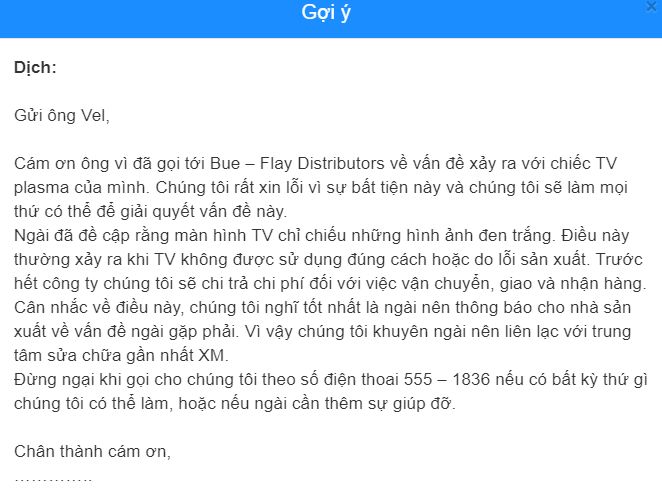 Gợi ý
×
Dịch:
Gửi ông Vel,
Cám ơn ông vì đã gọi tới Bue – Flay Distributors về vấn đề xảy ra với chiếc TV
plasma của mình. Chúng tôi rất xin lỗi vì sự bất tiện này và chúng tôi sẽ làm mọi
thứ có thể để giải quyết vấn đề này.
Ngài đã đề cập rằng màn hình TV chỉ chiếu những hình ảnh đen trắng. Điều này
thường xảy ra khi TV không được sử dụng đúng cách hoặc do lỗi sản xuất. Trước
hết công ty chúng tôi sẽ chi trả chi phí đối với việc vận chuyển, giao và nhận hàng.
Cân nhắc về điều này, chúng tôi nghĩ tốt nhất là ngài nên thông báo cho nhà sản
xuất về vấn đề ngài gặp phải. Vì vậy chúng tôi khuyên ngài nên liên lạc với trung
tâm sửa chữa gần nhất XM.
Đừng ngại khi gọi cho chúng tôi theo số điện thoai 555 – 1836 nếu có bất kỳ thứ gì
chúng tôi có thể làm, hoặc nếu ngài cần thêm sự giúp đỡ.
Chân thành cám ơn,
…………..